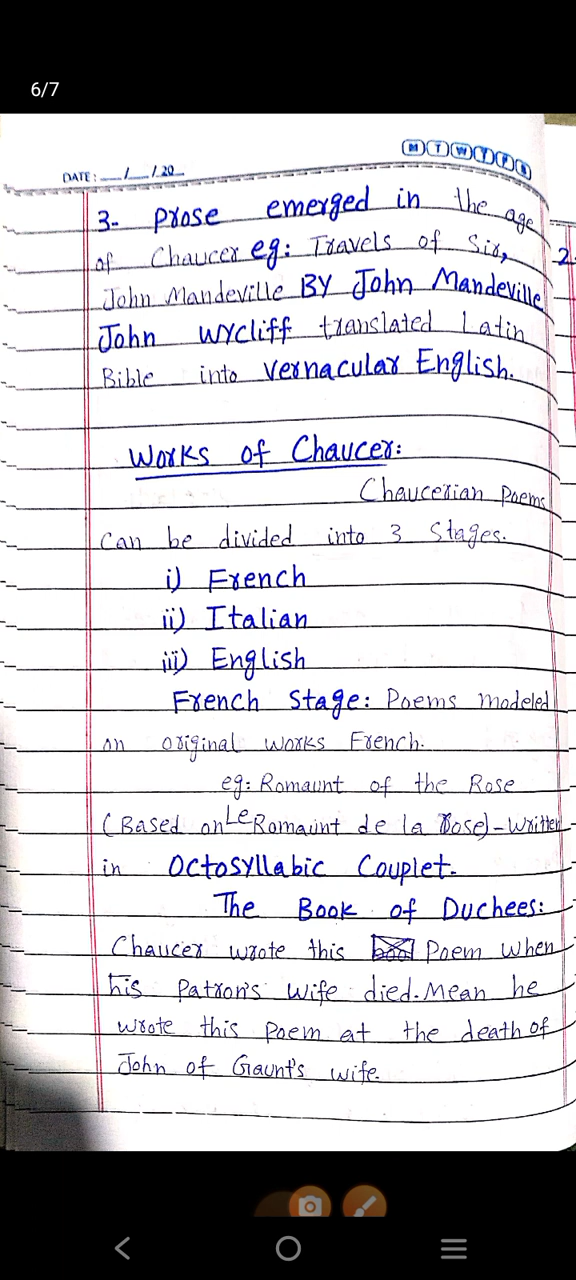 6/7
M T W T F S
DATE: __/__/20__
3- Prose emerged in the age
of Chaucer eg: Travels of Sir,
John Mandeville BY John Mandeville
John Wycliff translated Latin
Bible into Vernacular English.
2
Works of Chaucer:
Chaucerian Poems
Can be divided into 3 Stages.
i) French
ii) Italian
iii) English
French Stage: Poems modeled
on original works French.
eg: Romaunt of the Rose
(Based on Le Romaunt de la Rose) - Written
in Octosyllabic Couplet.
The Book of Duchees:
Chaucer wrote this Poem when
his Patron's wife died. Mean he
wrote this poem at the death of
John of Gaunt's wife.